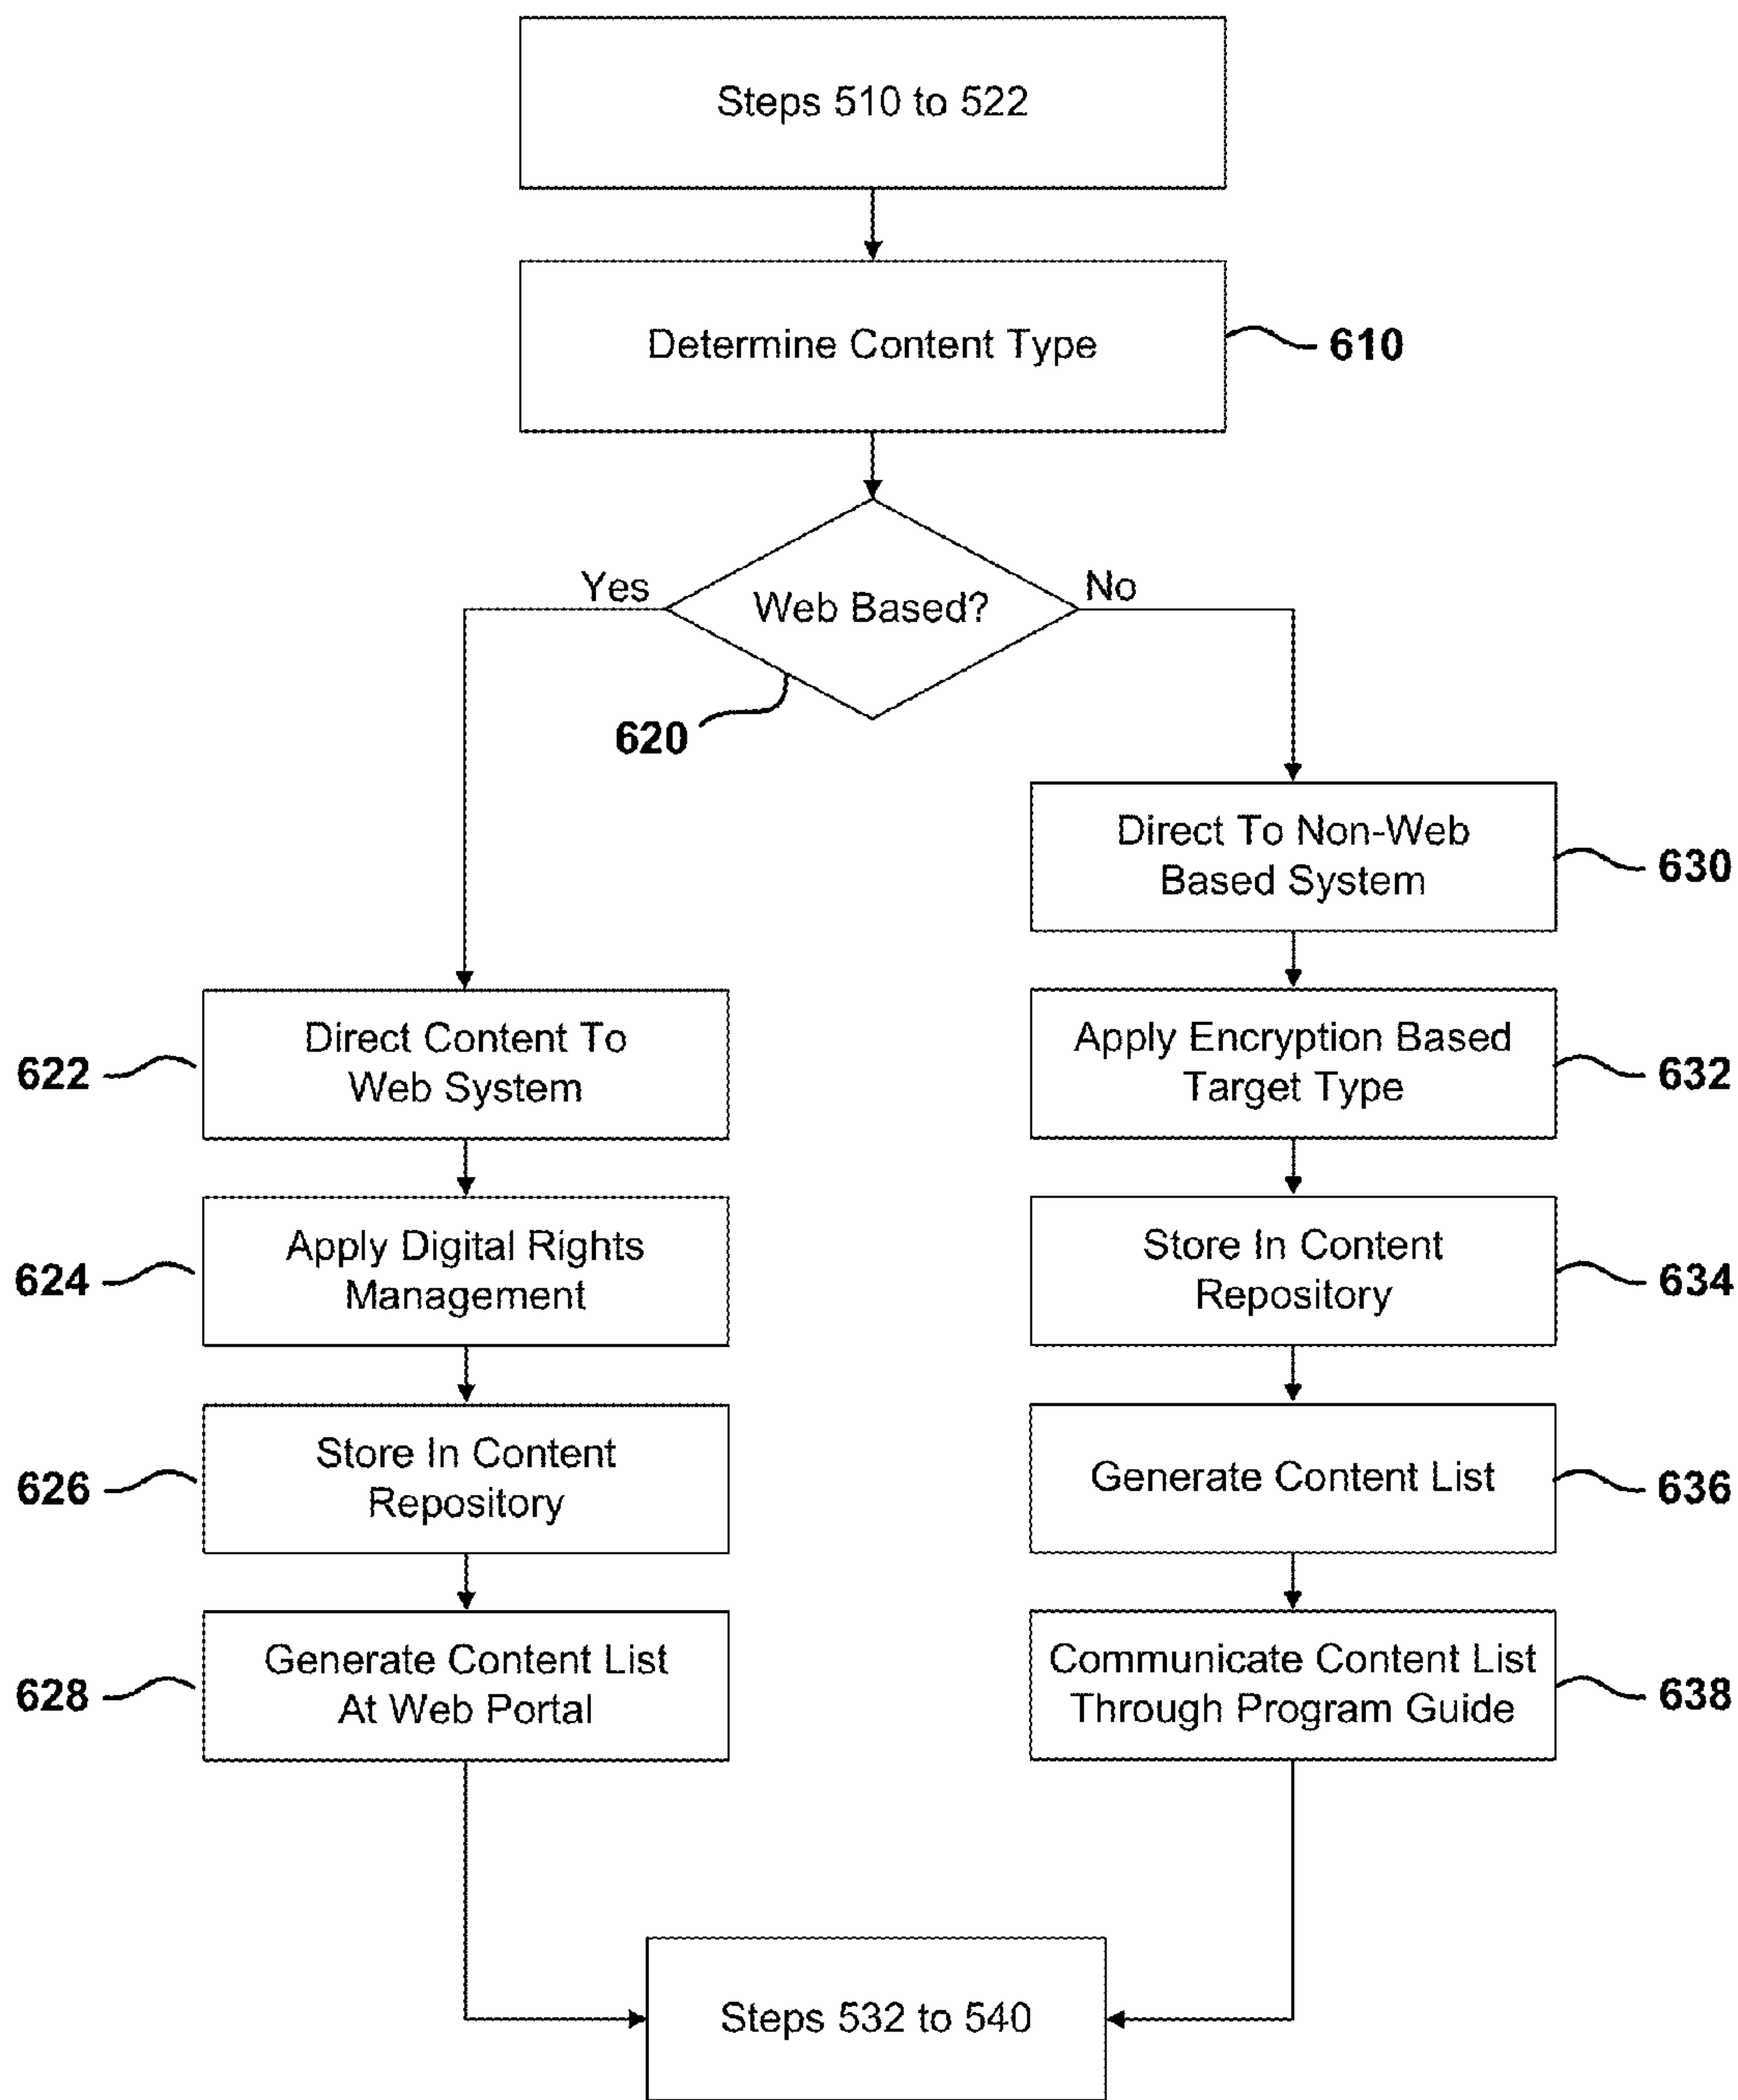 Steps 510 to 522
Determine Content Type
610
Yes
Web Based?
No
620
Direct To Non-Web
Based System
630
Direct Content To
Web System
622
Apply Encryption Based
Target Type
632
Apply Digital Rights
Management
624
Store In Content
Repository
634
Store In Content
Repository
626
Generate Content List
636
Generate Content List
At Web Portal
628
Communicate Content List
Through Program Guide
638
Steps 532 to 540